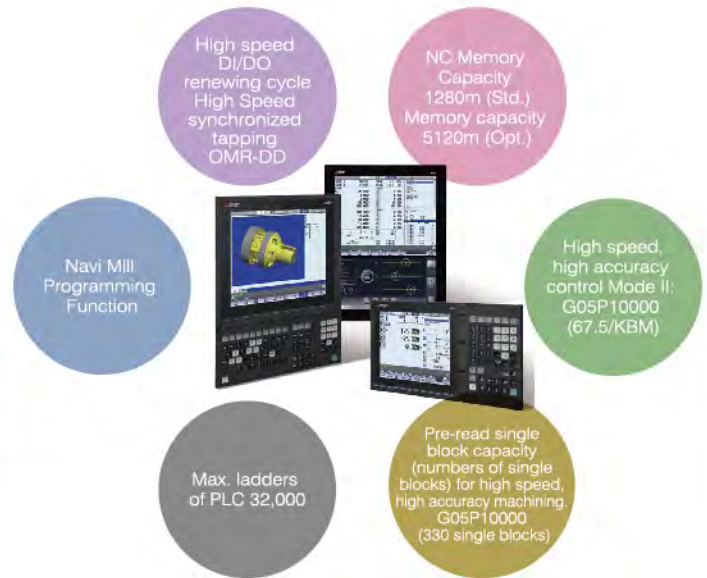 High speed
DI/DO
renewing cycle
High Speed
synchronized
tapping
OMR-DD
NC Memory
Capacity
1280m (Std.)
Memory capacity
5120m (Opt.)
Navi Mill
Programming
Function
High speed,
high accuracy
control Mode II:
G05P10000
(67.5/KBM)
Max. ladders
of PLC 32,000
Pre-read single
block capacity
(numbers of single
blocks) for high speed,
high accuracy machining.
G05P10000
(330 single blocks)